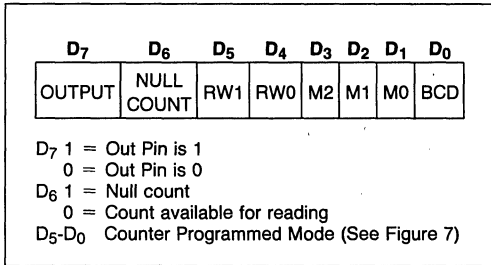 D7 D6 D5 D4 D3 D2 D1 D0
OUTPUT NULL COUNT RW1 RW0 M2 M1 M0 BCD
D7 1 = Out Pin is 1
0 = Out Pin is 0
D6 1 = Null count
0 = Count available for reading
D5-D0 Counter Programmed Mode (See Figure 7)